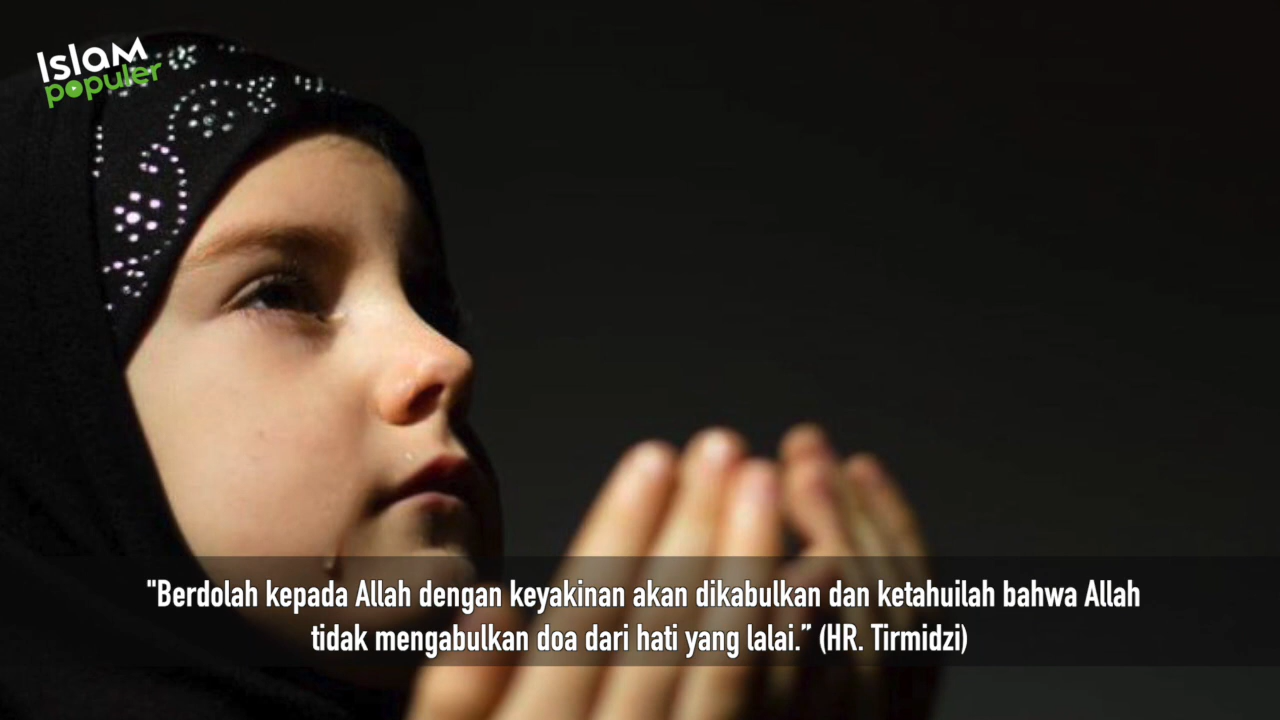 IslaM
populer
"Berdolah kepada Allah dengan keyakinan akan dikabulkan dan ketahuilah bahwa Allah
tidak mengabulkan doa dari hati yang lalai.” (HR. Tirmidzi)